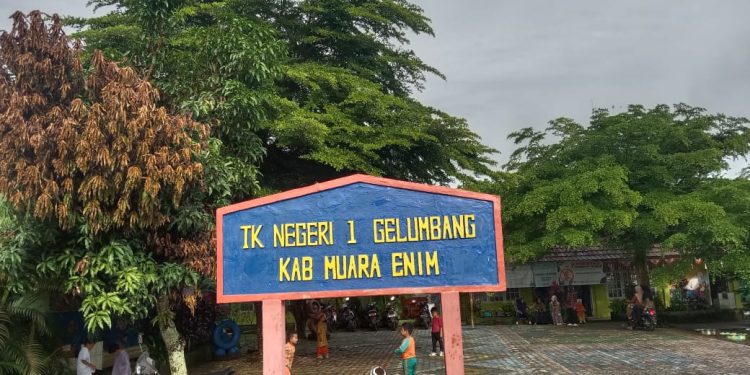 TK NEGERI 1 GELUMBANG
KAB MUARA ENIM